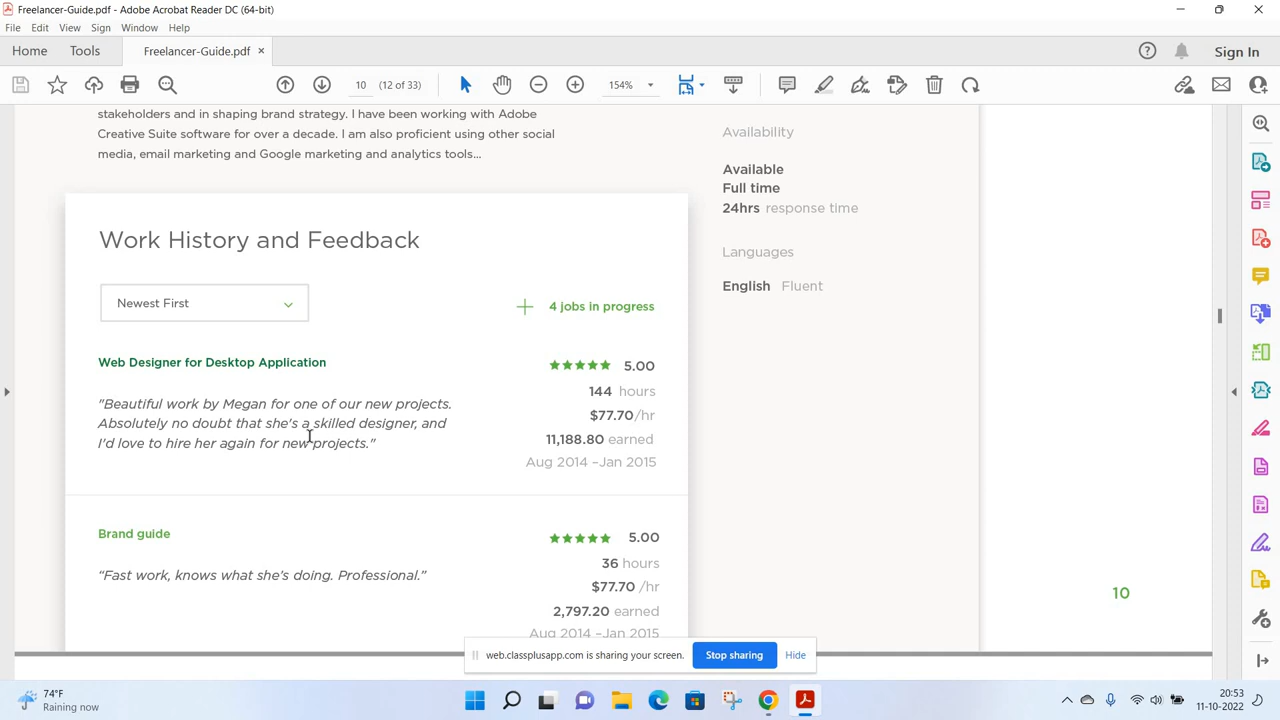 Freelancer-Guide.pdf - Adobe Acrobat Reader DC (64-bit)
File Edit View Sign Window Help
Home Tools Freelancer-Guide.pdf × Sign In
10 (12 of 33) 154%
stakeholders and in shaping brand strategy. I have been working with Adobe
Creative Suite software for over a decade. I am also proficient using other social
media, email marketing and Google marketing and analytics tools...
Availability
Available
Full time
24hrs response time
Languages
English Fluent
Work History and Feedback
Newest First
4 jobs in progress
Web Designer for Desktop Application
"Beautiful work by Megan for one of our new projects.
Absolutely no doubt that she's a skilled designer, and
I'd love to hire her again for new projects."
5.00
144 hours
$77.70/hr
11,188.80 earned
Aug 2014 –Jan 2015
Brand guide
“Fast work, knows what she's doing. Professional.”
5.00
36 hours
$77.70 /hr
2,797.20 earned
Aug 2014 –Jan 2015
10
web.classplusapp.com is sharing your screen. Stop sharing Hide
74°F
Raining now
20:53
11-10-2022